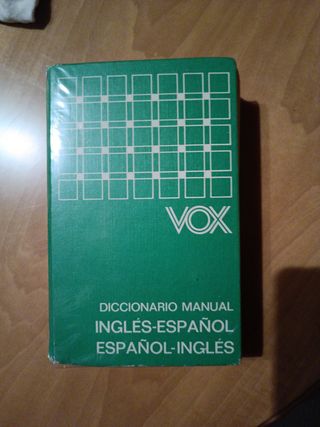 VOX
DICCIONARIO MANUAL
INGLÉS-ESPAÑOL
ESPAÑOL-INGLÉS